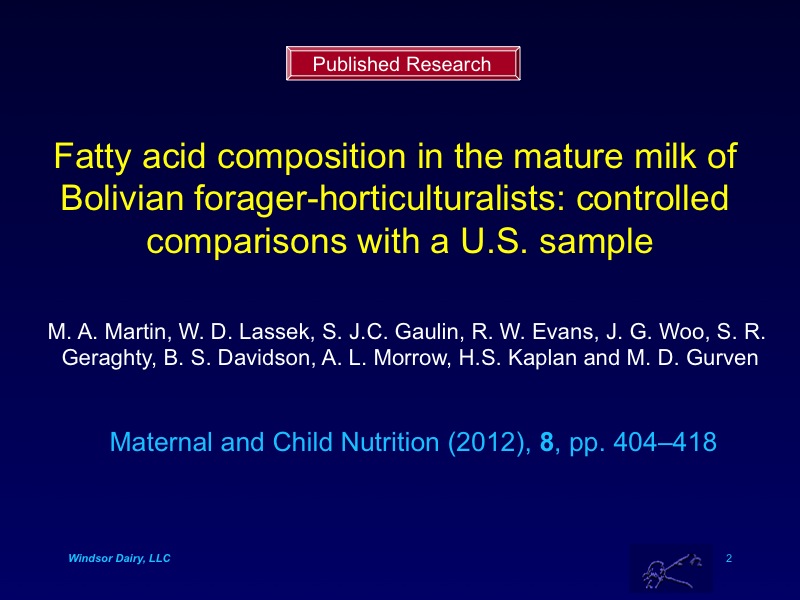 Published Research
Fatty acid composition in the mature milk of
Bolivian forager-horticulturalists: controlled
comparisons with a U.S. sample
M. A. Martin, W. D. Lassek, S. J.C. Gaulin, R. W. Evans, J. G. Woo, S. R.
Geraghty, B. S. Davidson, A. L. Morrow, H.S. Kaplan and M. D. Gurven
Maternal and Child Nutrition (2012), 8, pp. 404–418
Windsor Dairy, LLC
2